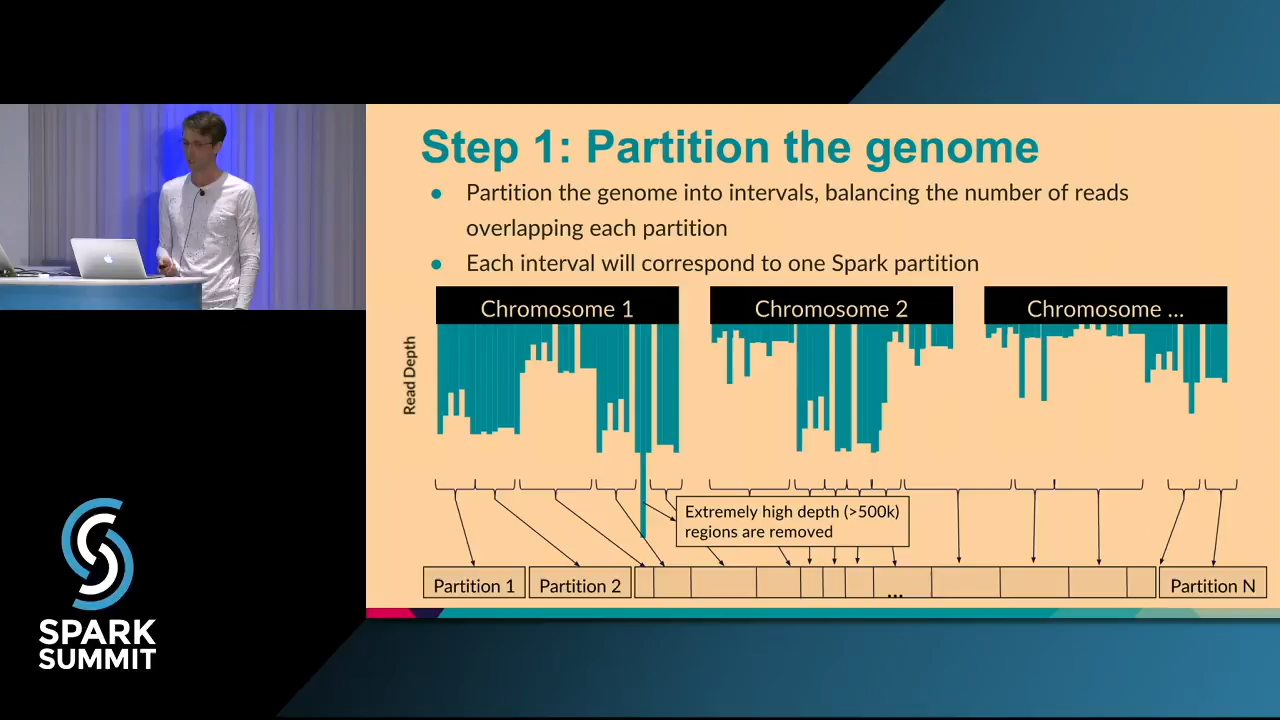 Step 1: Partition the genome
● Partition the genome into intervals, balancing the number of reads
overlapping each partition
● Each interval will correspond to one Spark partition
Chromosome 1
Chromosome 2
Chromosome ...
Read Depth
Extremely high depth (>500k)
regions are removed
Partition 1
Partition 2
...
Partition N
SPARK
SUMMIT